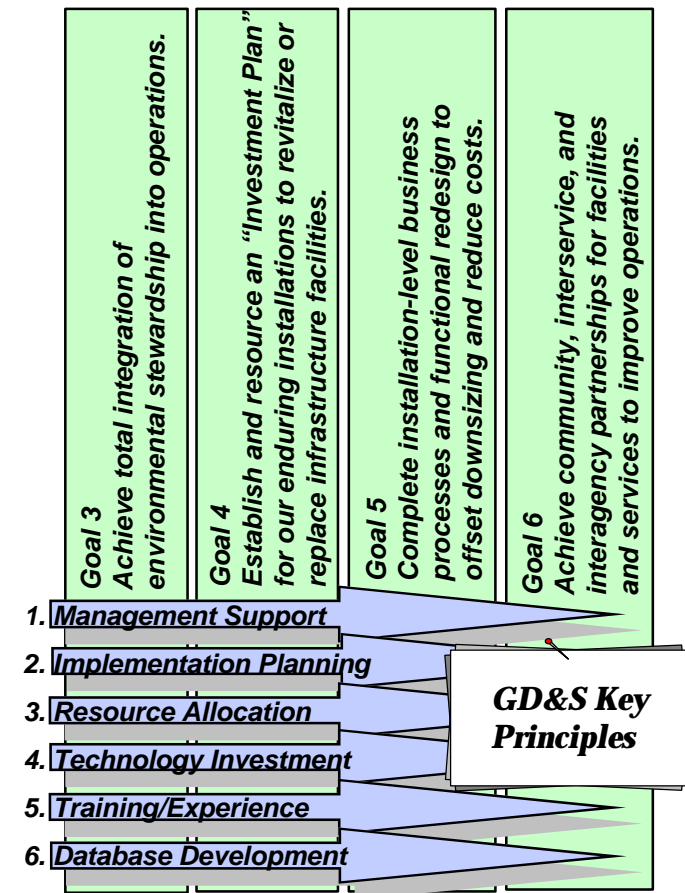 Goal 3
Achieve total integration of
environmental stewardship into operations.
Goal 4
Establish and resource an “Investment Plan”
for our enduring installations to revitalize or
replace infrastructure facilities.
Goal 5
Complete installation-level business
processes and functional redesign to
offset downsizing and reduce costs.
Goal 6
Achieve community, interservice, and
interagency partnerships for facilities
and services to improve operations.
1. Management Support
2. Implementation Planning
3. Resource Allocation
4. Technology Investment
5. Training/Experience
6. Database Development
GD&S Key
Principles